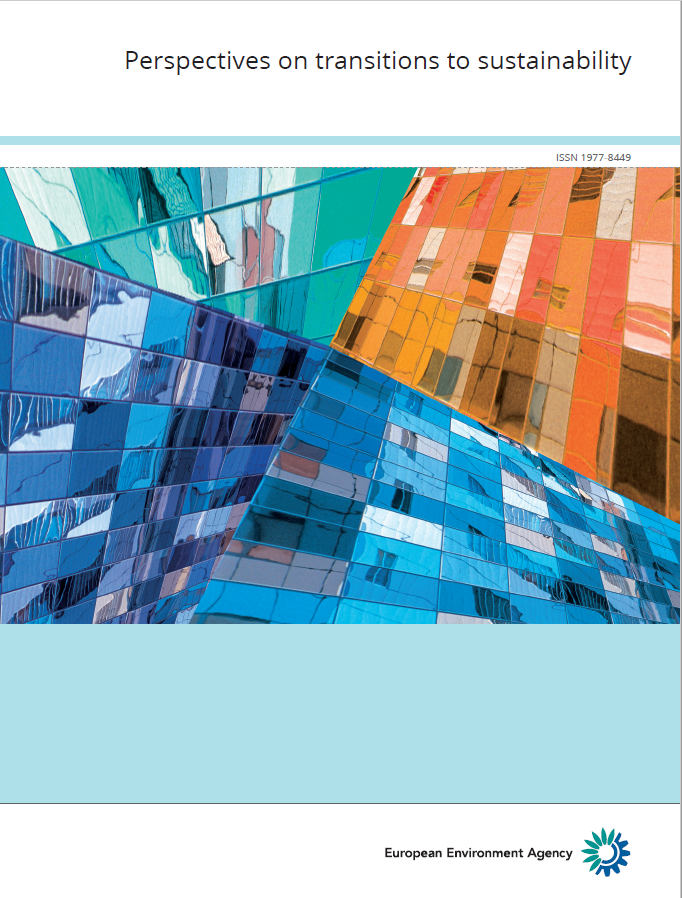 Perspectives on transitions to sustainability
ISSN 1977-8449
European Environment Agency